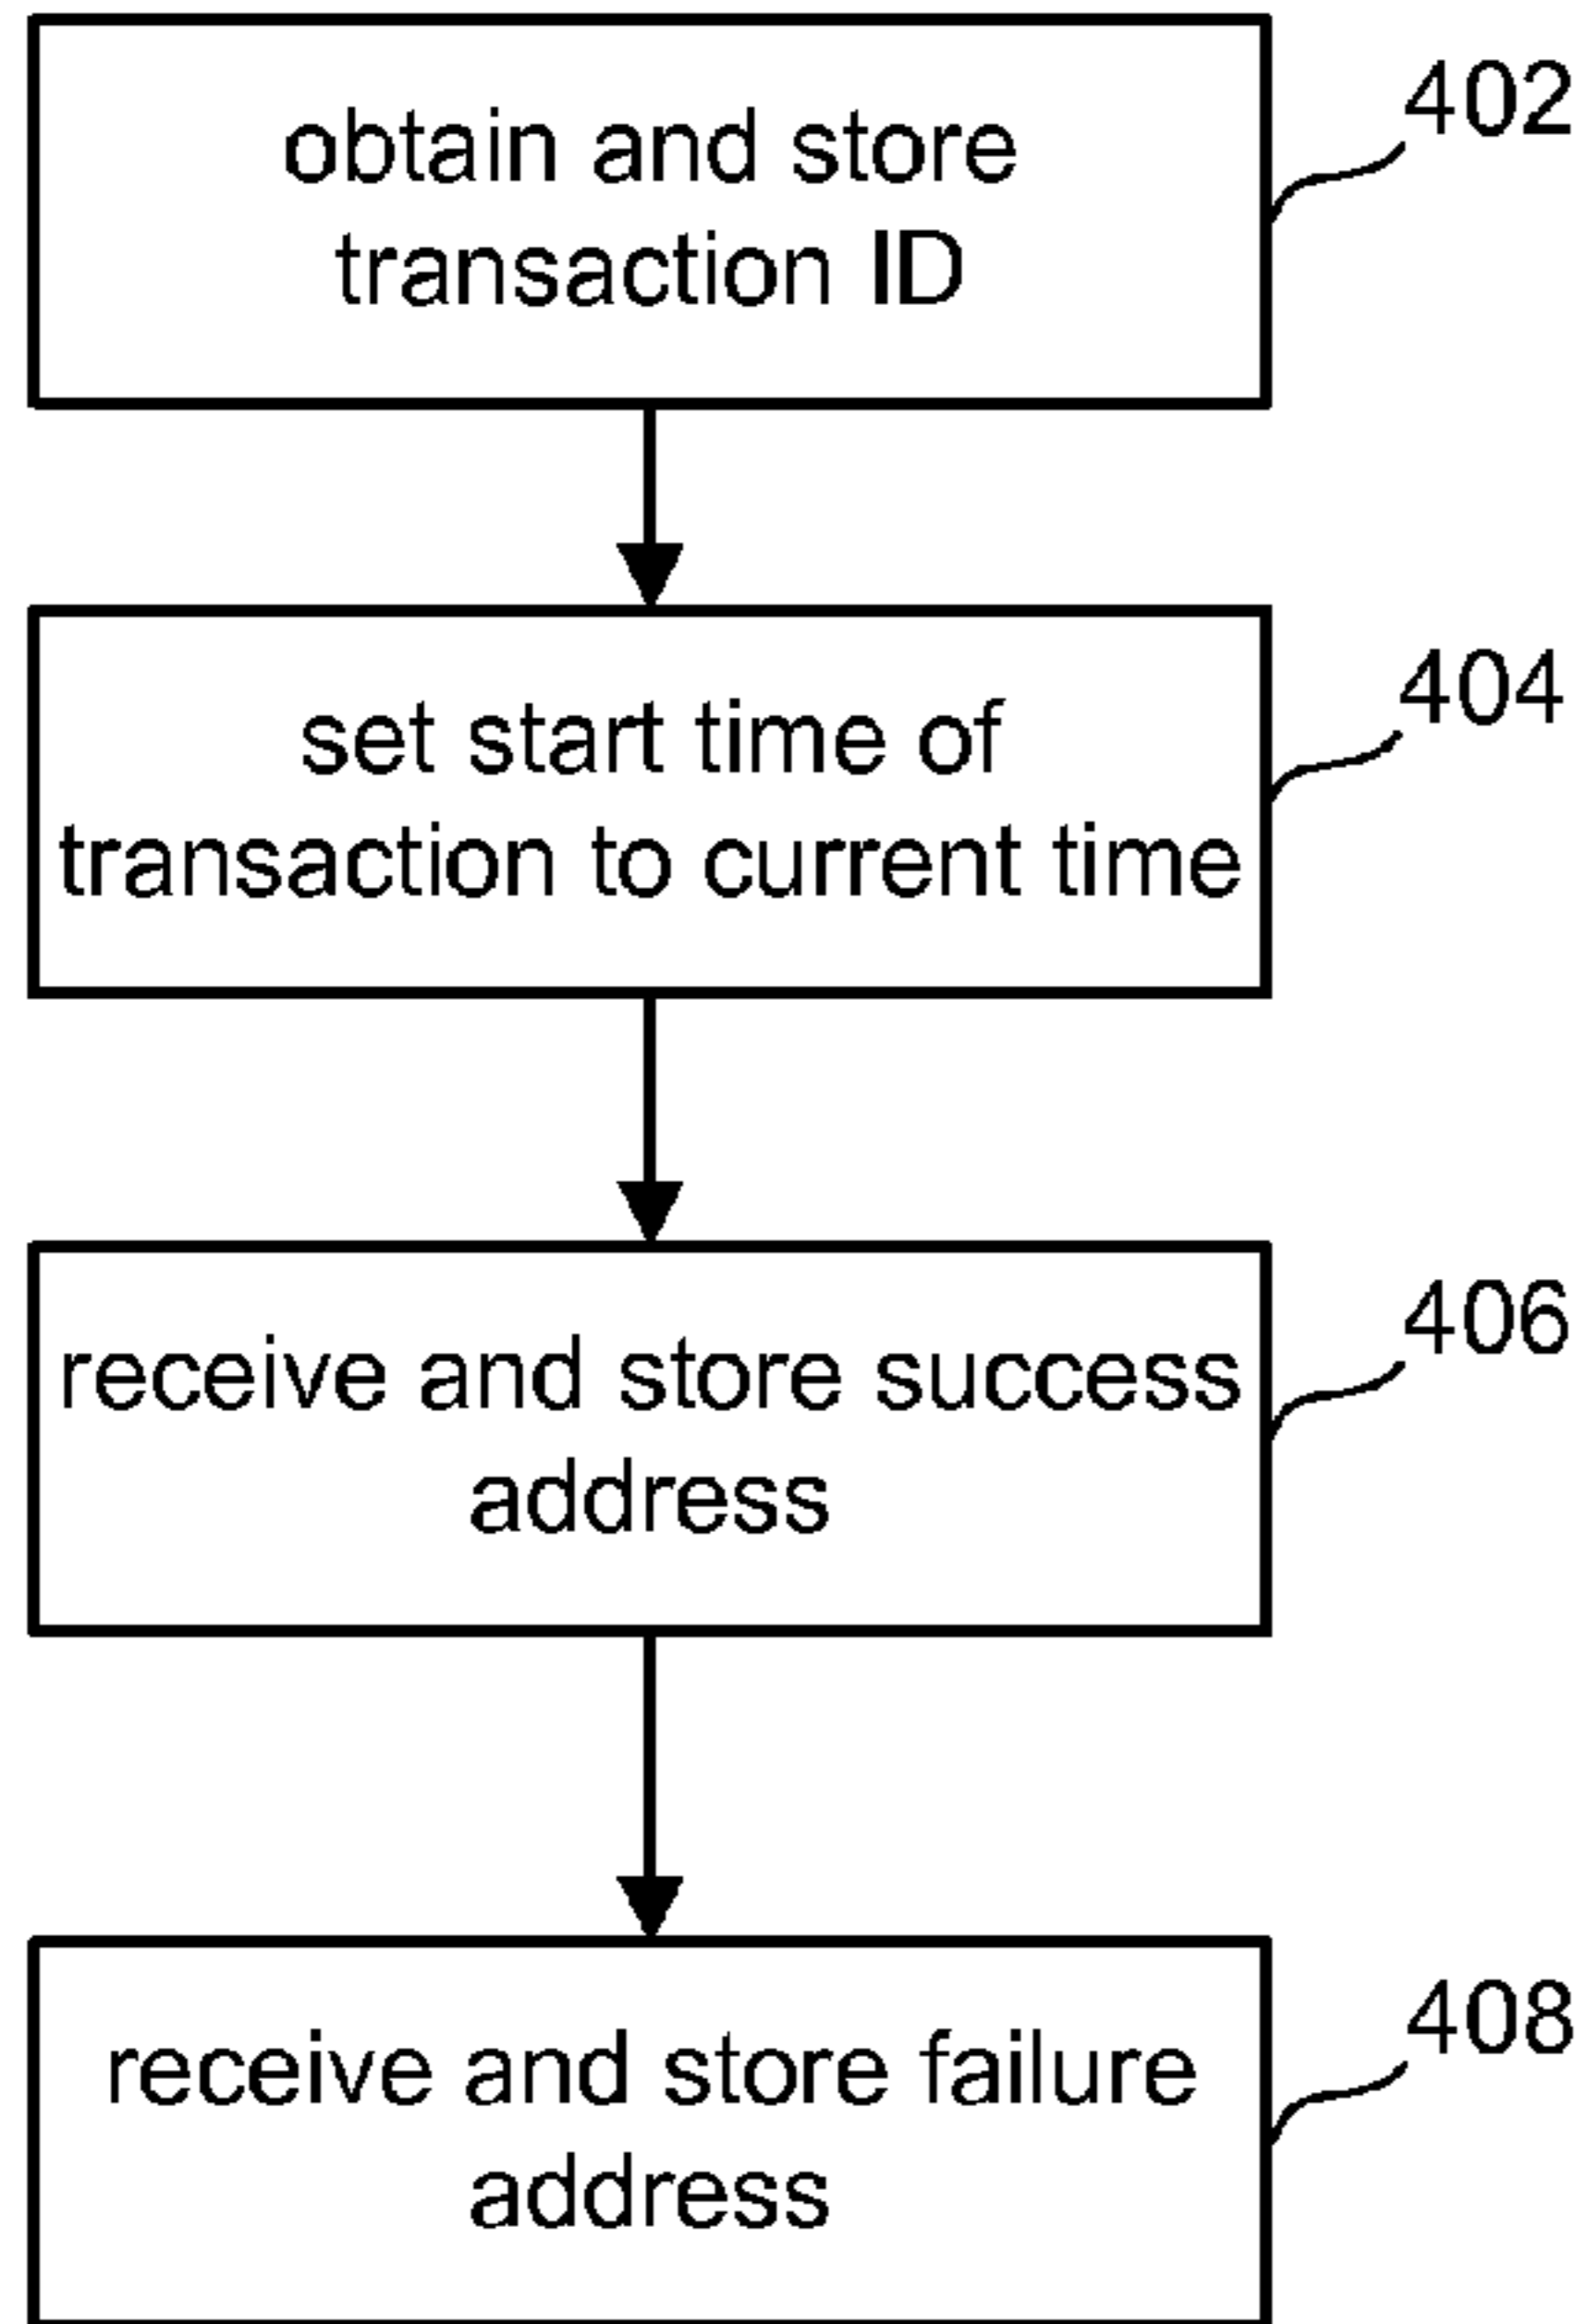 obtain and store
transaction ID
402
set start time of
transaction to current time
404
receive and store success
address
406
receive and store failure
address
408